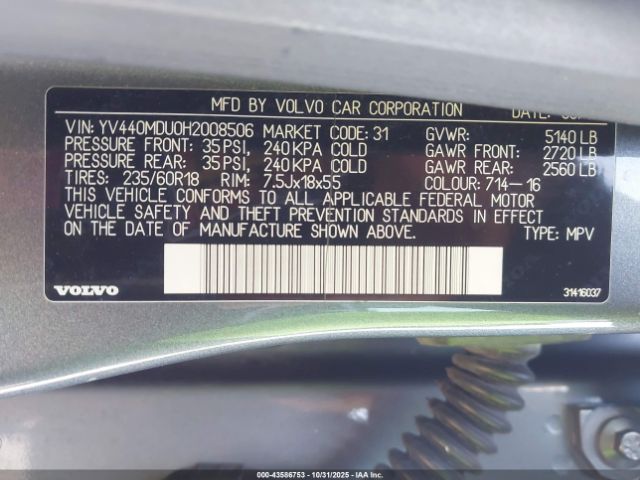 MFD BY VOLVO CAR CORPORATION DATE:
VIN: YV440MDU0H2008506 MARKET CODE: 31 GVWR: 5140 LB
PRESSURE FRONT: 35 PSI, 240 KPA COLD GAWR FRONT: 2720 LB
PRESSURE REAR: 35 PSI, 240 KPA COLD GAWR REAR: 2560 LB
TIRES: 235/60R18 RIM: 7.5Jx18x55 COLOUR: 714-16
THIS VEHICLE CONFORMS TO ALL APPLICABLE FEDERAL MOTOR
VEHICLE SAFETY AND THEFT PREVENTION STANDARDS IN EFFECT
ON THE DATE OF MANUFACTURE SHOWN ABOVE. TYPE: MPV
VOLVO 31416037
000-43586753 - 10/31/2025 - IAAI.COM